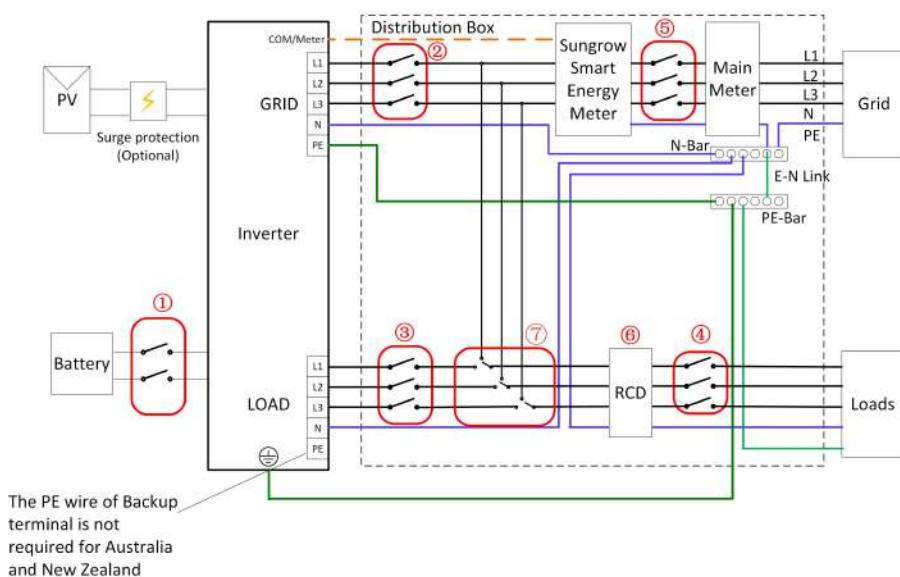 Distribution Box
COM/Meter
②
⑤
L1
L2
L3
N
PE
GRID
PV
Surge protection
(Optional)
Sungrow
Smart
Energy
Meter
Main
Meter
L1
L2
L3
N
PE
Grid
N-Bar
E-N Link
PE-Bar
Inverter
①
Battery
③
⑦
⑥
④
L1
L2
L3
N
PE
LOAD
RCD
Loads
The PE wire of Backup
terminal is not
required for Australia
and New Zealand